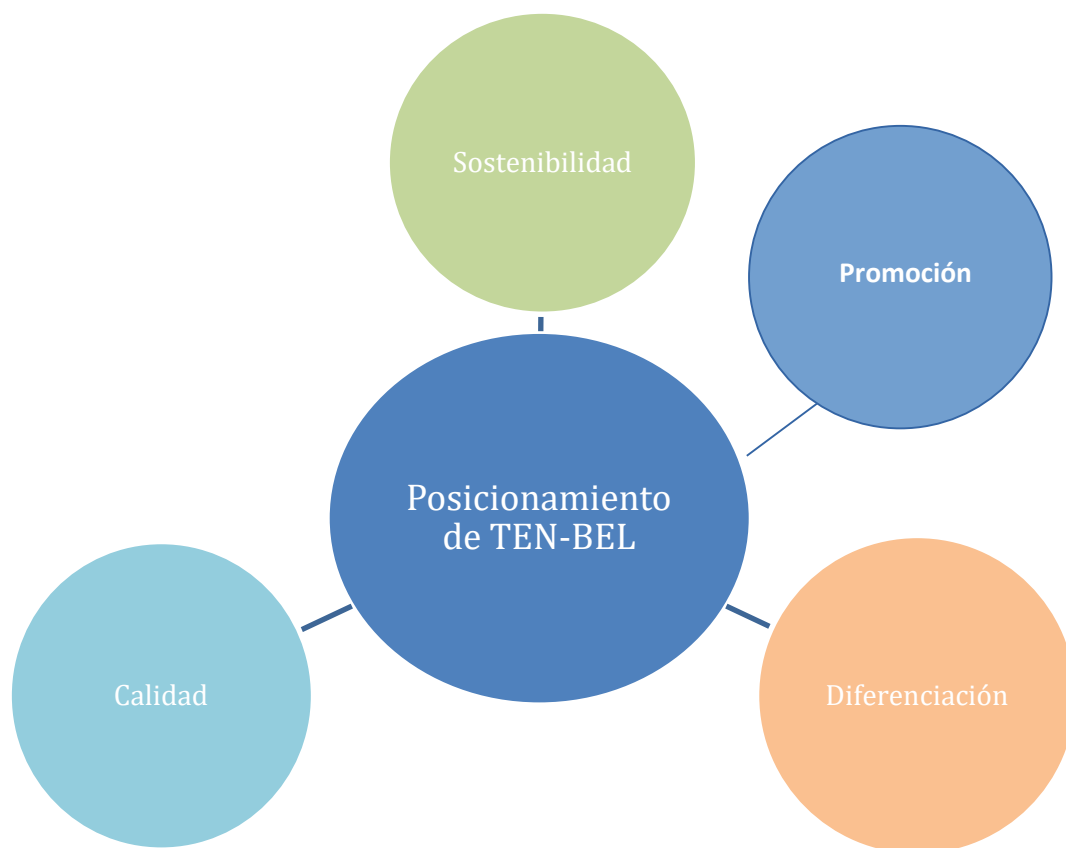 Sostenibilidad
Promoción
Posicionamiento
de TEN-BEL
Calidad
Diferenciación